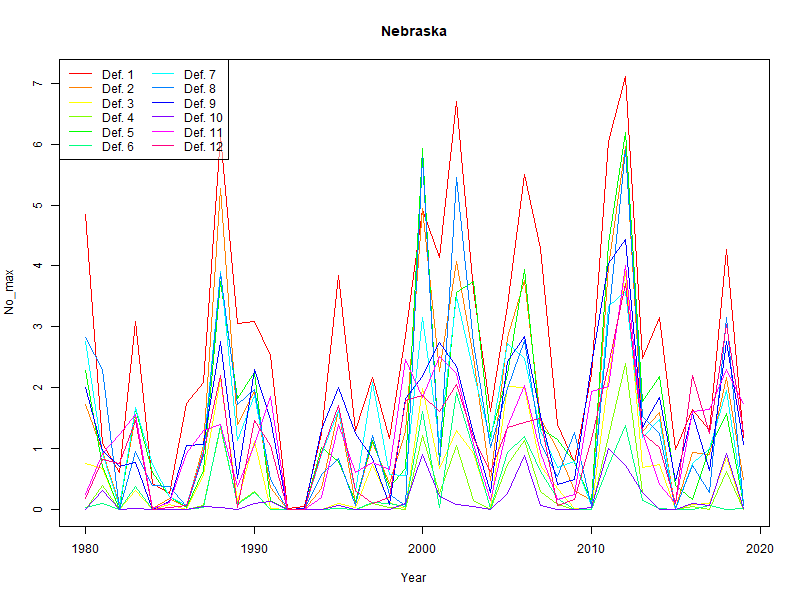 Nebraska
Def. 1 Def. 7
Def. 2 Def. 8
Def. 3 Def. 9
Def. 4 Def. 10
Def. 5 Def. 11
Def. 6 Def. 12
7
6
5
4
3
2
1
0
No_max
1980 1990 2000 2010 2020
Year